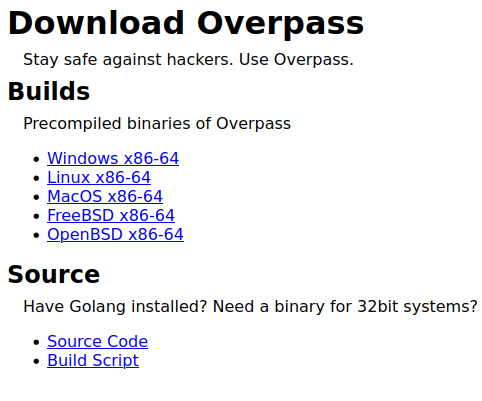 Download Overpass
Stay safe against hackers. Use Overpass.
Builds
Precompiled binaries of Overpass
• Windows x86-64
• Linux x86-64
• MacOS x86-64
• FreeBSD x86-64
• OpenBSD x86-64
Source
Have Golang installed? Need a binary for 32bit systems?
• Source Code
• Build Script